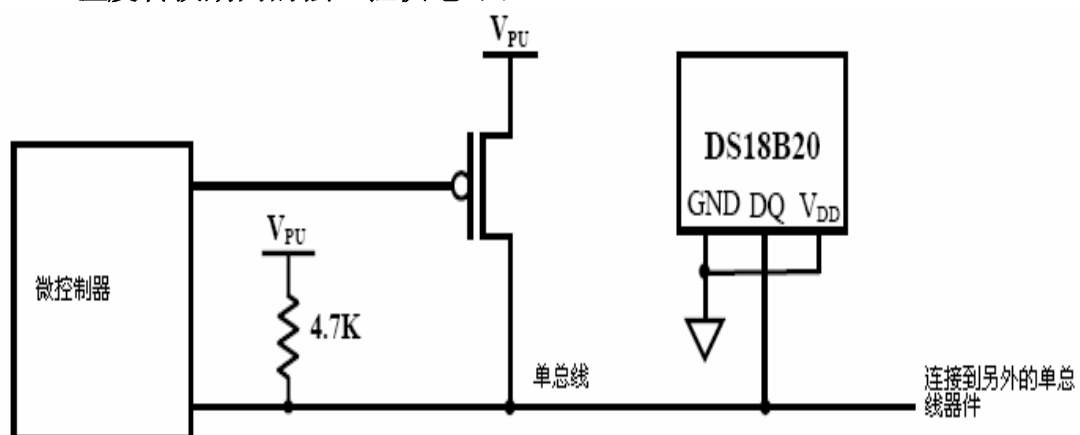 V_PU
DS18B20
GND DQ V_DD
V_PU
微控制器
4.7K
单总线
连接到另外的单总
线器件